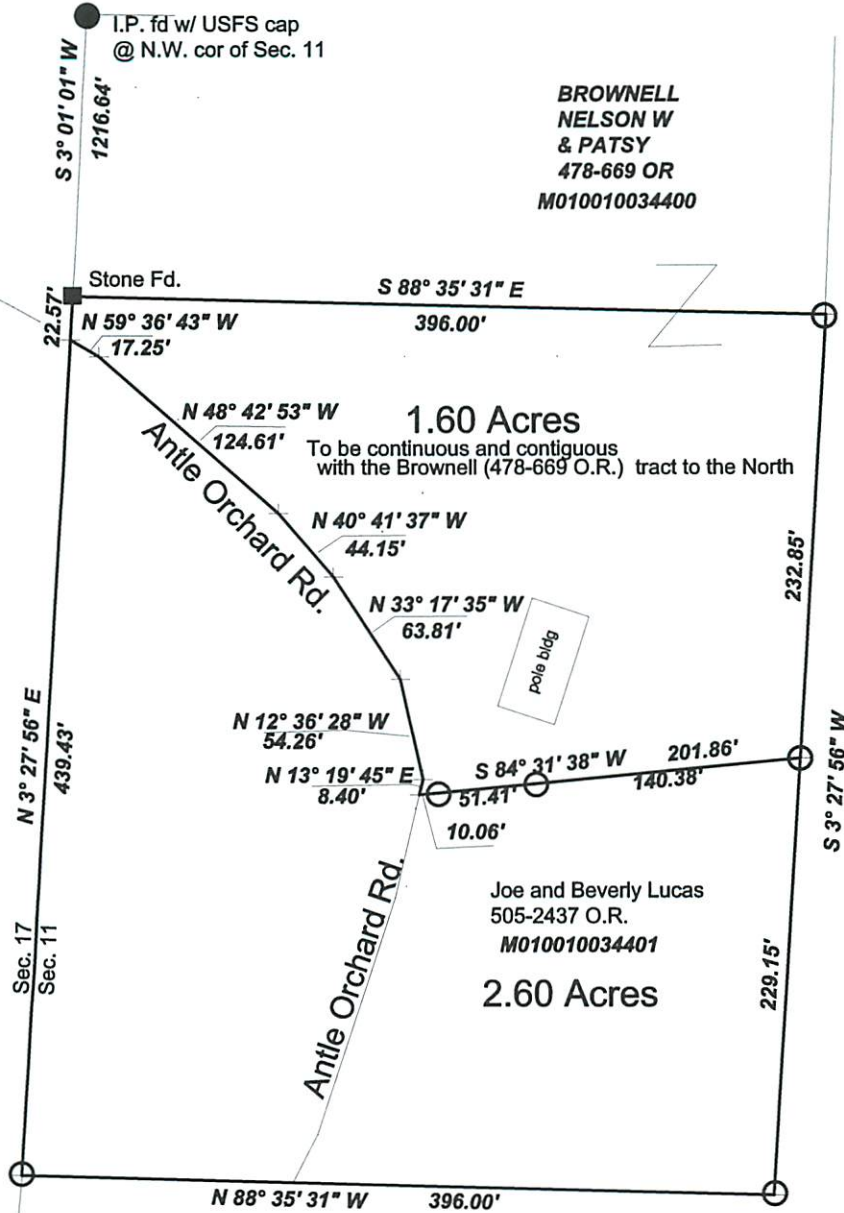 I.P. fd w/ USFS cap
@ N.W. cor of Sec. 11
S 3° 01' 01" W
1216.64'
BROWNELL
NELSON W
& PATSY
478-669 OR
M010010034400
Stone Fd.
S 88° 35' 31" E
396.00'
22.57'
N 59° 36' 43" W
17.25'
N 48° 42' 53" W
124.61'
1.60 Acres
To be continuous and contiguous
with the Brownell (478-669 O.R.) tract to the North
Antle Orchard Rd.
N 40° 41' 37" W
44.15'
232.85'
N 33° 17' 35" W
63.81'
pole bldg
N 3° 27' 56" E
439.43'
N 12° 36' 28" W
54.26'
N 13° 19' 45" E
8.40'
S 84° 31' 38" W
201.86'
51.41'
140.38'
10.06'
S 3° 27' 56" W
Antle Orchard Rd.
Joe and Beverly Lucas
505-2437 O.R.
M010010034401
2.60 Acres
229.15'
Sec. 17
Sec. 11
N 88° 35' 31" W
396.00'